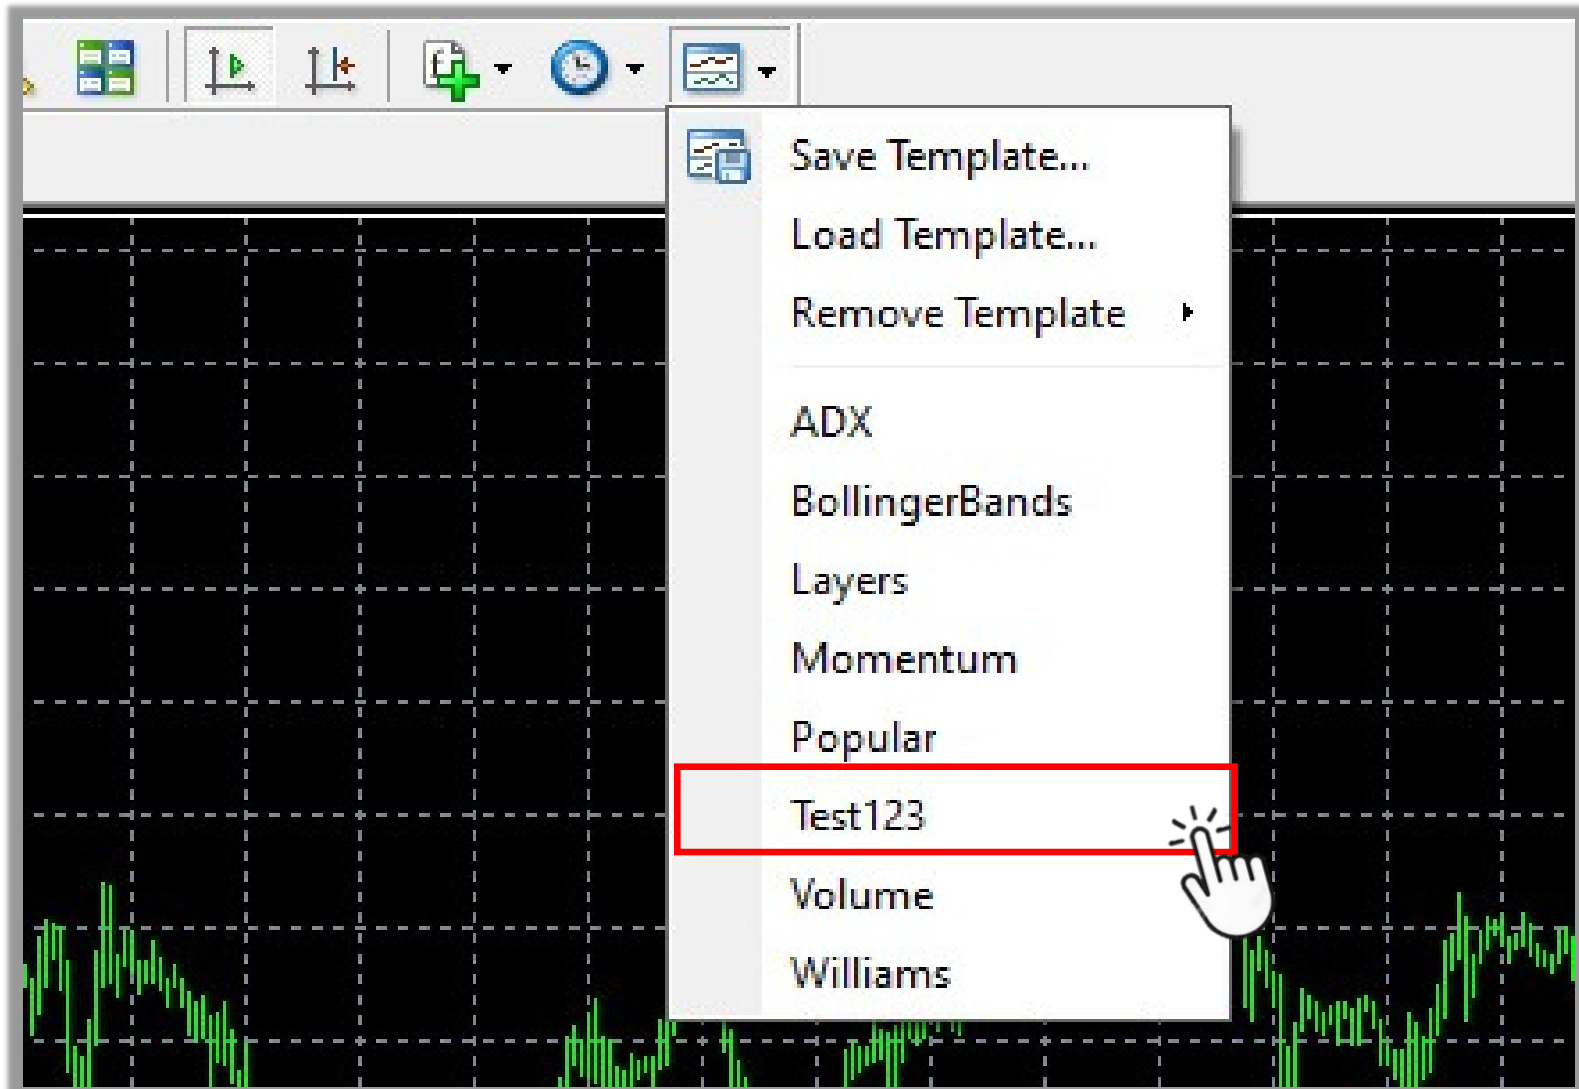 Save Template...
Load Template...
Remove Template
ADX
BollingerBands
Layers
Momentum
Popular
Test123
Volume
Williams